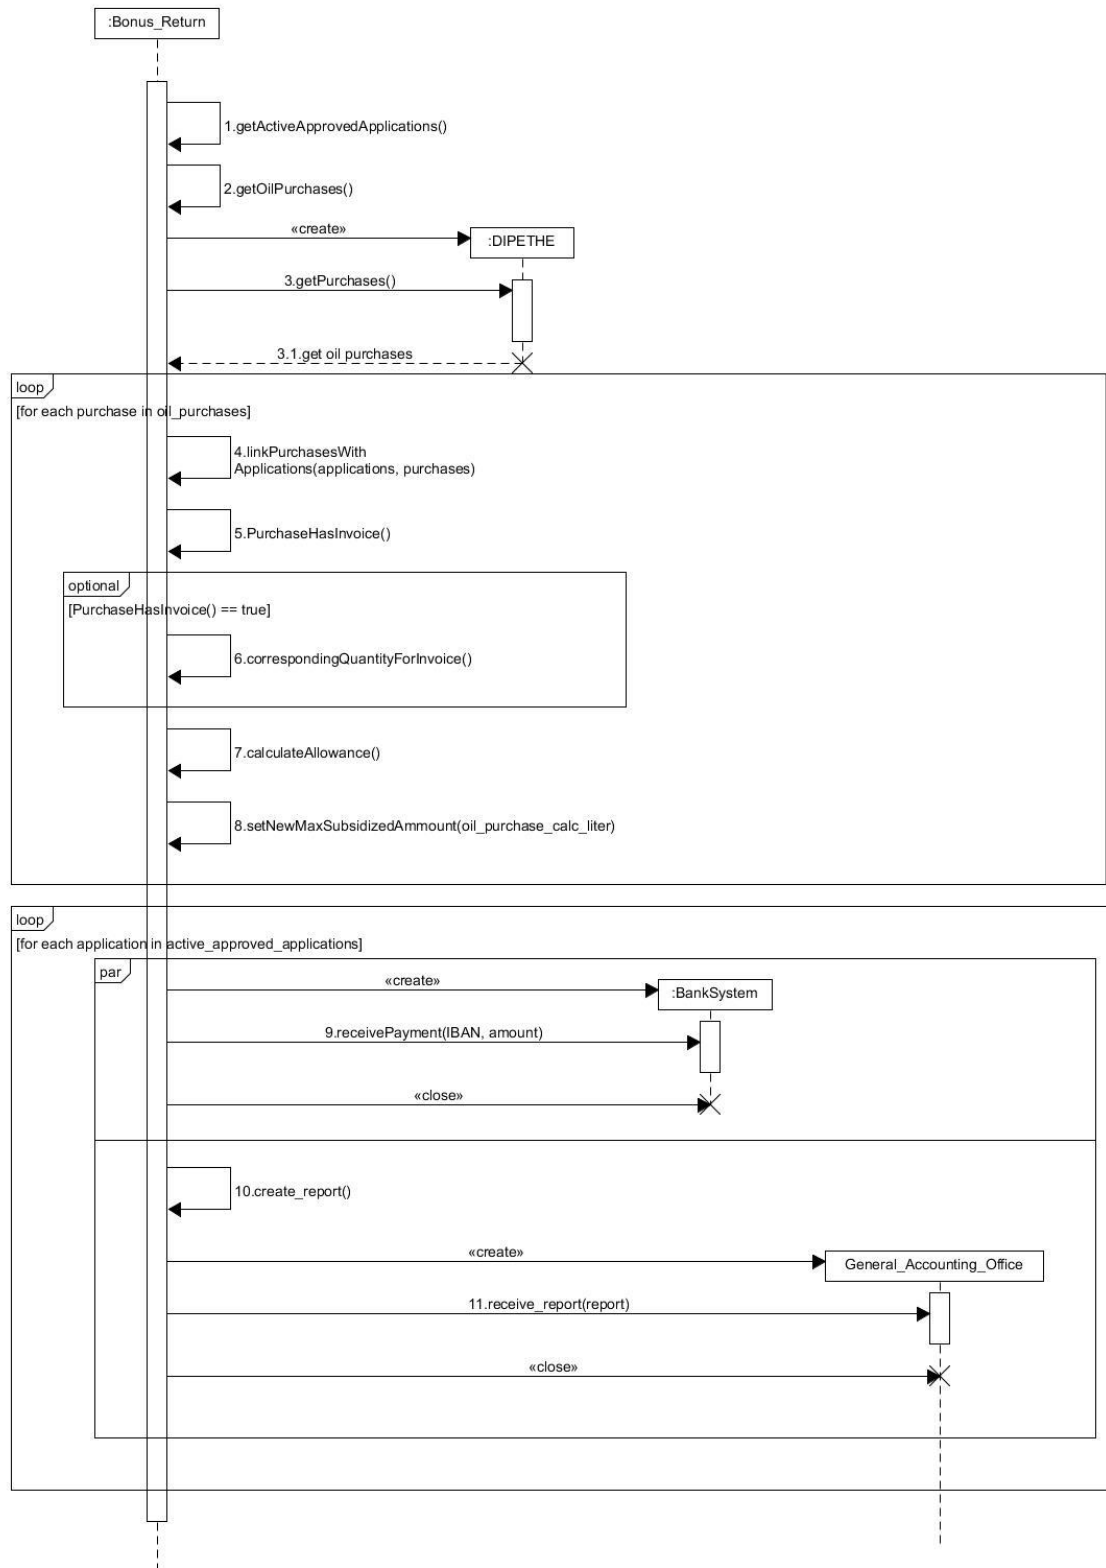 :Bonus_Return
1.getActiveApprovedApplications()
2.getOilPurchases()
«create»
:DIPETHE
3.getPurchases()
3.1.get oil purchases
loop
[for each purchase in oil_purchases]
4.linkPurchasesWith
Applications(applications, purchases)
5.PurchaseHasInvoice()
optional
[PurchaseHasInvoice() == true]
6.correspondingQuantityForInvoice()
7.calculateAllowance()
8.setNewMaxSubsidizedAmmount(oil_purchase_calc_liter)
loop
[for each application in active_approved_applications]
par
«create»
:BankSystem
9.receivePayment(IBAN, amount)
«close»
10.create_report()
«create»
General_Accounting_Office
11.receive_report(report)
«close»